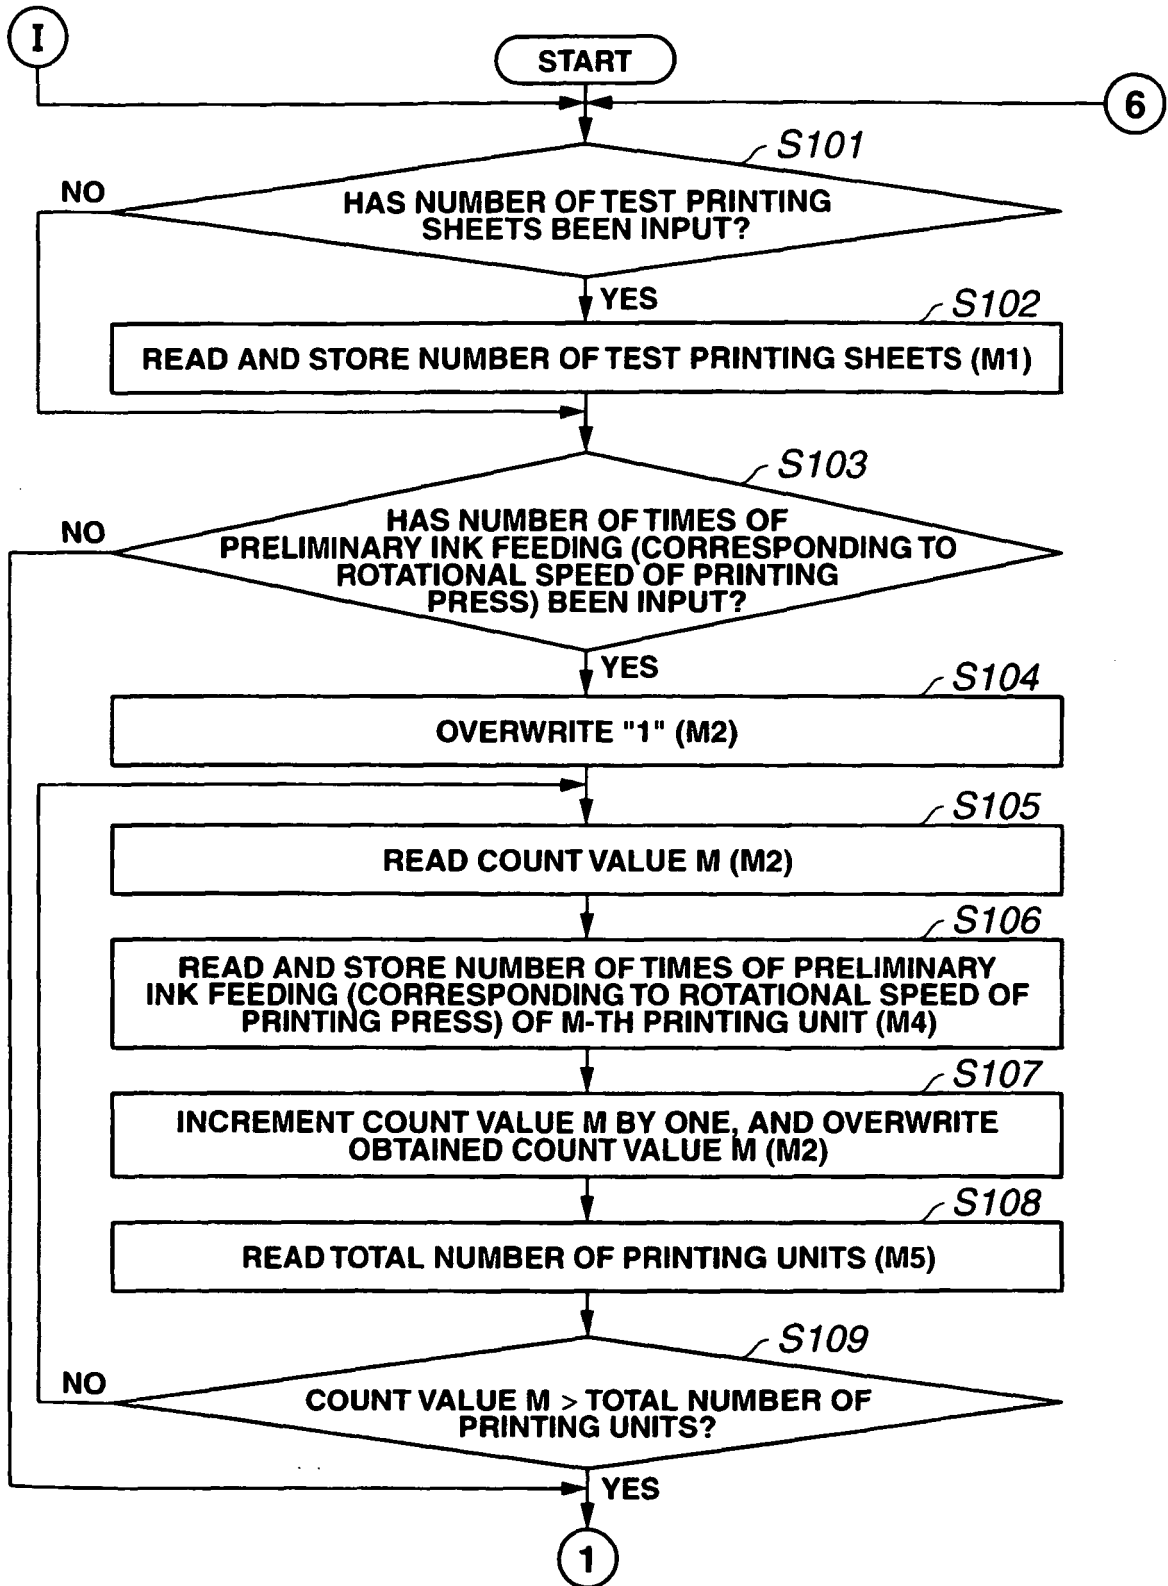 I
START
6
S101
NO
HAS NUMBER OF TEST PRINTING
SHEETS BEEN INPUT?
YES
S102
READ AND STORE NUMBER OF TEST PRINTING SHEETS (M1)
S103
NO
HAS NUMBER OF TIMES OF
PRELIMINARY INK FEEDING (CORRESPONDING TO
ROTATIONAL SPEED OF PRINTING
PRESS) BEEN INPUT?
YES
S104
OVERWRITE "1" (M2)
S105
READ COUNT VALUE M (M2)
S106
READ AND STORE NUMBER OF TIMES OF PRELIMINARY
INK FEEDING (CORRESPONDING TO ROTATIONAL SPEED OF
PRINTING PRESS) OF M-TH PRINTING UNIT (M4)
S107
INCREMENT COUNT VALUE M BY ONE, AND OVERWRITE
OBTAINED COUNT VALUE M (M2)
S108
READ TOTAL NUMBER OF PRINTING UNITS (M5)
S109
NO
COUNT VALUE M > TOTAL NUMBER OF
PRINTING UNITS?
YES
1